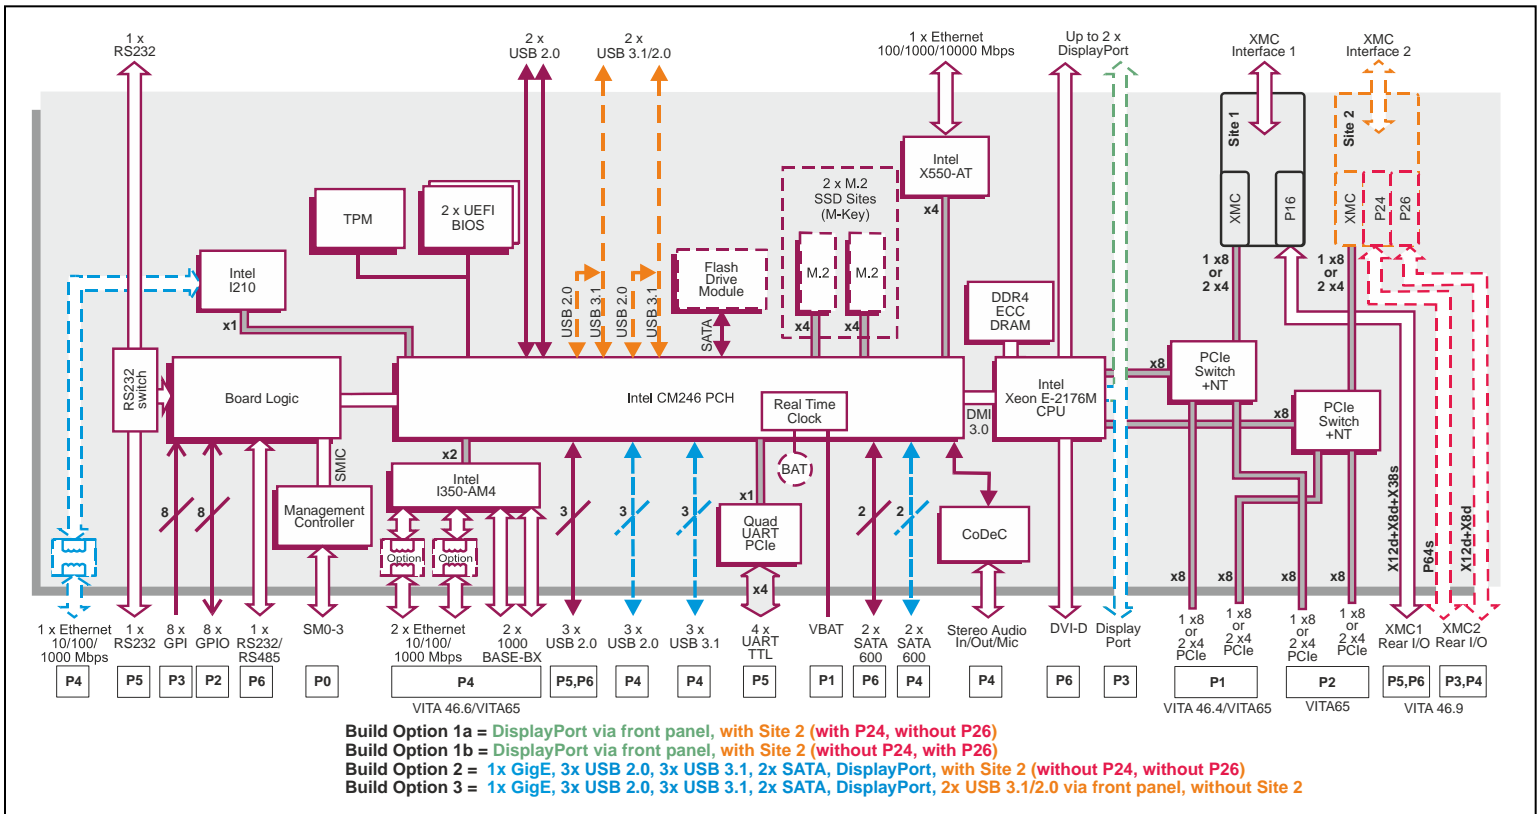 1 x
RS232
2 x
USB 2.0
2 x
USB 3.1/2.0
1 x Ethernet
100/1000/10000 Mbps
Up to 2 x
DisplayPort
XMC
Interface 1
XMC
Interface 2
Site 1
Site 2
Intel
X550-AT
x4
2 x M.2
SSD Sites
(M-Key)
M.2
M.2
x4
x4
TPM
2 x UEFI
BIOS
XMC
P16
XMC
P24
P26
Intel
I210
x1
USB 2.0
USB 3.1
USB 2.0
USB 3.1
Flash
Drive
Module
SATA
DDR4
ECC
DRAM
1 x8
or
2 x4
1 x8
or
2 x4
RS232
switch
Board Logic
Intel CM246 PCH
Real Time
Clock
DMI
3.0
Intel
Xeon E-2176M
CPU
x8
PCIe
Switch
+NT
x8
PCIe
Switch
+NT
SMIC
x2
Intel
I350-AM4
BAT
x1
Management
Controller
Quad
UART
PCIe
CoDeC
8
8
3
3
3
2
2
Option
Option
x4
x8
x8
x8
x8
X12d+X8d+X38s
P64s
X12d+X8d
1 x Ethernet
10/100/
1000 Mbps
1 x
RS232
8 x
GPI
8 x
GPIO
1 x
RS232/
RS485
SM0-3
2 x Ethernet
10/100/
1000 Mbps
2 x
1000
BASE-BX
3 x
USB 2.0
3 x
USB 2.0
3 x
USB 3.1
4 x
UART
TTL
VBAT
2 x
SATA
600
2 x
SATA
600
Stereo Audio
In/Out/Mic
DVI-D
Display
Port
1 x8
or
2 x4
PCIe
1 x8
or
2 x4
PCIe
1 x8
or
2 x4
PCIe
1 x8
or
2 x4
PCIe
XMC1
Rear I/O
XMC2
Rear I/O
P4
P5
P3
P2
P6
P0
P4
P5,P6
P4
P4
P5
P1
P6
P4
P4
P6
P3
P1
P2
P5,P6
P3,P4
VITA 46.6/VITA65
VITA 46.4/VITA65
VITA65
VITA 46.9
Build Option 1a = DisplayPort via front panel, with Site 2 (with P24, without P26)
Build Option 1b = DisplayPort via front panel, with Site 2 (without P24, with P26)
Build Option 2 = 1x GigE, 3x USB 2.0, 3x USB 3.1, 2x SATA, DisplayPort, with Site 2 (without P24, without P26)
Build Option 3 = 1x GigE, 3x USB 2.0, 3x USB 3.1, 2x SATA, DisplayPort, 2x USB 3.1/2.0 via front panel, without Site 2